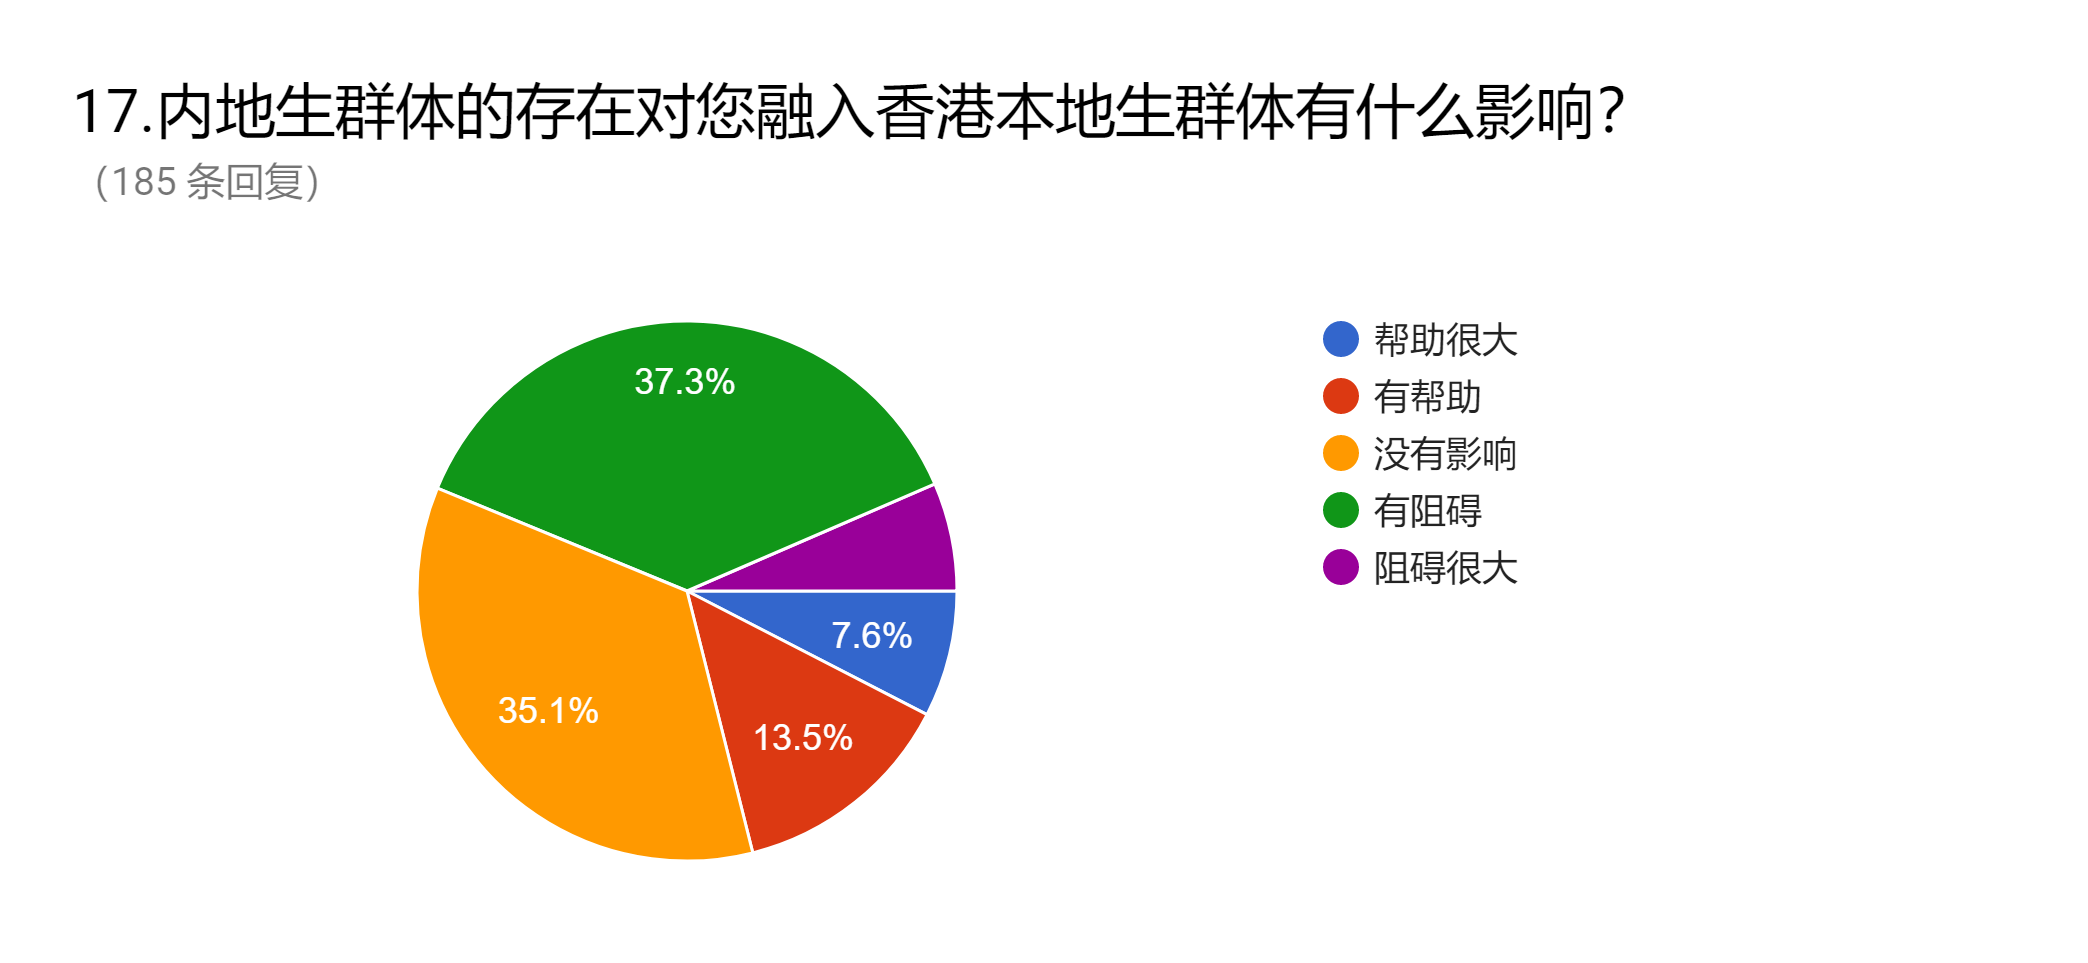 17.内地生群体的存在对您融入香港本地生群体有什么影响?
（185 条回复）
37.3%
35.1%
7.6%
13.5%
帮助很大
有帮助
没有影响
有阻碍
阻碍很大